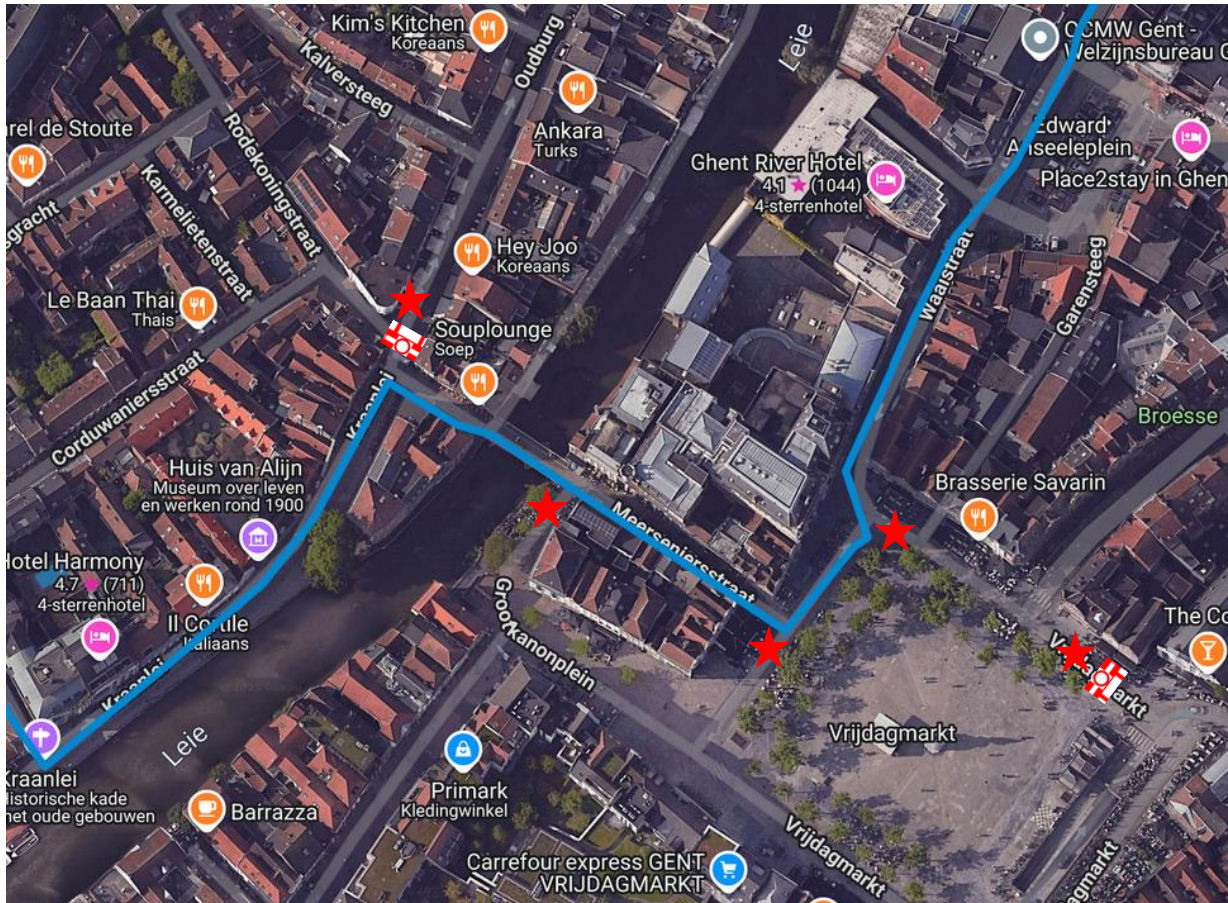 Kim's Kitchen
Koreaans
Oudburg
Leie
OCMW Gent -
Welzijnsbureau
Kalversteeg
Ankara
Turks
arel de Stoute
Rodekoningstraat
Edward
Anseeleplein
Ghent River Hotel
4.1 ★ (1044)
4-sterrenhotel
Place2stay in Ghen
Karmelietenstraat
sgracht
Hey Joo
Koreaans
Waaistraat
Garensteeg
Le Baan Thai
Thais
Souplounge
Soep
Corduwaniersstraat
Kraanlei
Broesse
Huis van Alijn
Museum over leven
en werken rond 1900
Brasserie Savarin
Meerseniersstraat
Hotel Harmony
4.7 (711)
4-sterrenhotel
Il Cortile
Italiaans
Grootkanonplein
The Co
Kraanlei
Vrijdagmarkt
Leie
Vrijdagmarkt
Kraanlei
Historische kade
met oude gebouwen
Barrazza
Primark
Kledingwinkel
Vrijdagmarkt
Carrefour express GENT
VRIJDAGMARKT
dagmarkt